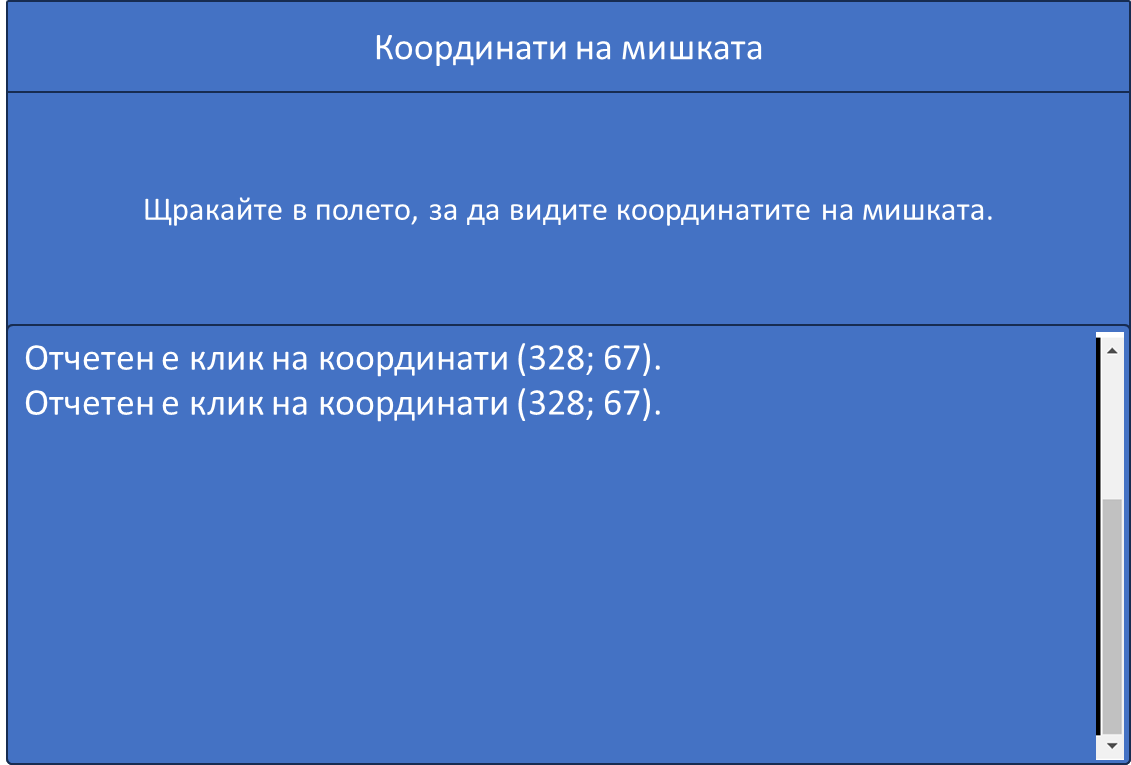 Координати на мишката
Щракайте в полето, за да видите координатите на мишката.
Отчетен е клик на координати (328; 67).
Отчетен е клик на координати (328; 67).